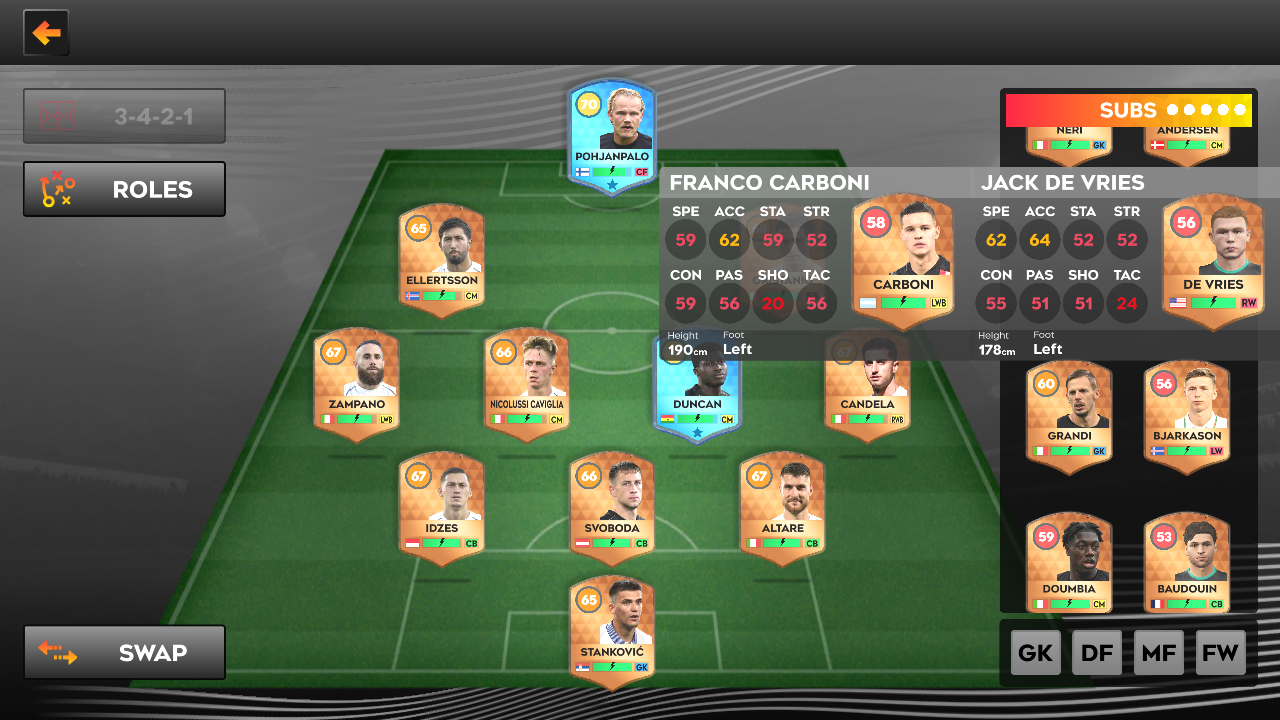 3-4-2-1
ROLES
70
POHJANPALO
CF
SUBS
NERI
GK
ANDERSEN
CM
FRANCO CARBONI
SPE ACC STA STR
59 62 59 52
CON PAS SHO TAC
59 56 20 56
Height Foot
190cm Left
58
CARBONI
LWB
JACK DE VRIES
SPE ACC STA STR
62 64 52 52
CON PAS SHO TAC
55 51 51 24
Height Foot
178cm Left
56
DE VRIES
RW
65
ELLERTSSON
CM
67
ZAMPANO
LWB
66
NICOLUSSI CAVIGLIA
CM
DUNCAN
CM
67
CANDELA
RWB
60
GRANDI
GK
56
BJARKASON
LW
67
IDZES
CB
66
SVOBODA
CB
67
ALTARE
CB
59
DOUMBIA
CM
53
BAUDOUIN
CB
65
STANKOVIĆ
GK
SWAP
GK DF MF FW